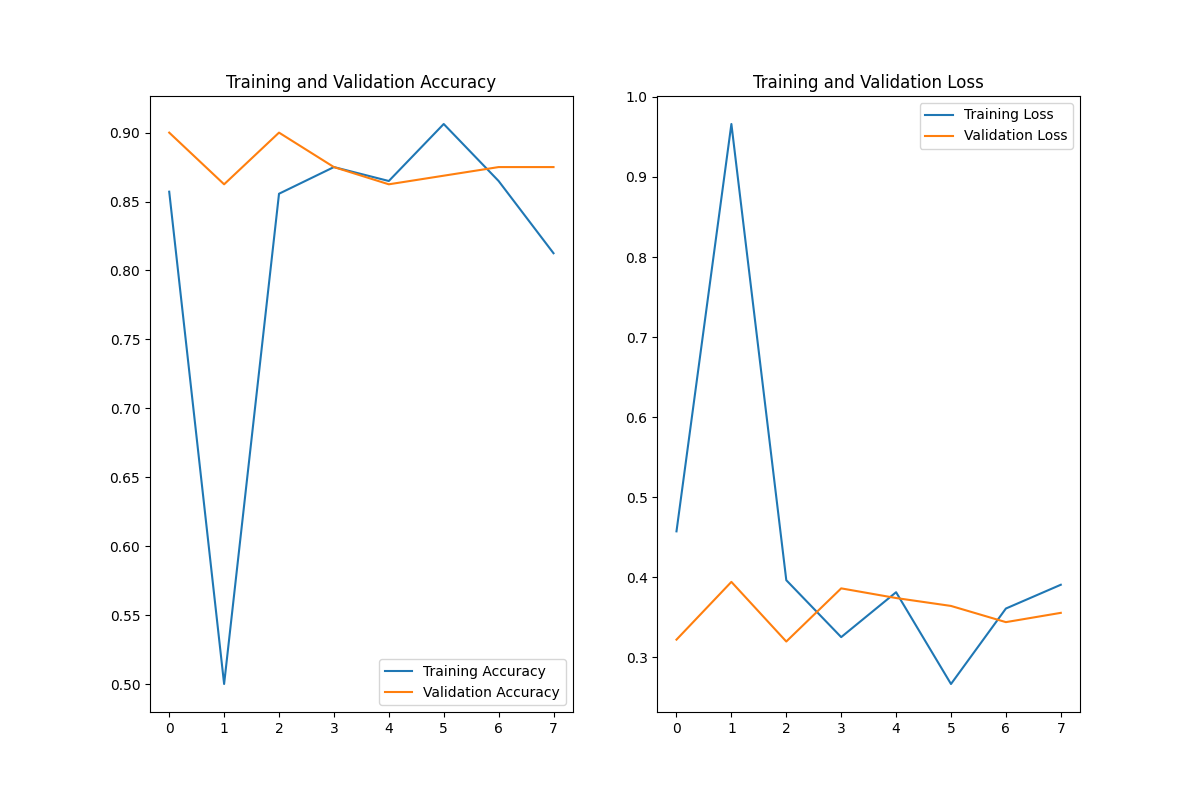 Training and Validation Accuracy
0.90
0.85
0.80
0.75
0.70
0.65
0.60
0.55
0.50
Training Accuracy
Validation Accuracy
0 1 2 3 4 5 6 7
Training and Validation Loss
1.0
Training Loss
Validation Loss
0.9
0.8
0.7
0.6
0.5
0.4
0.3
0 1 2 3 4 5 6 7